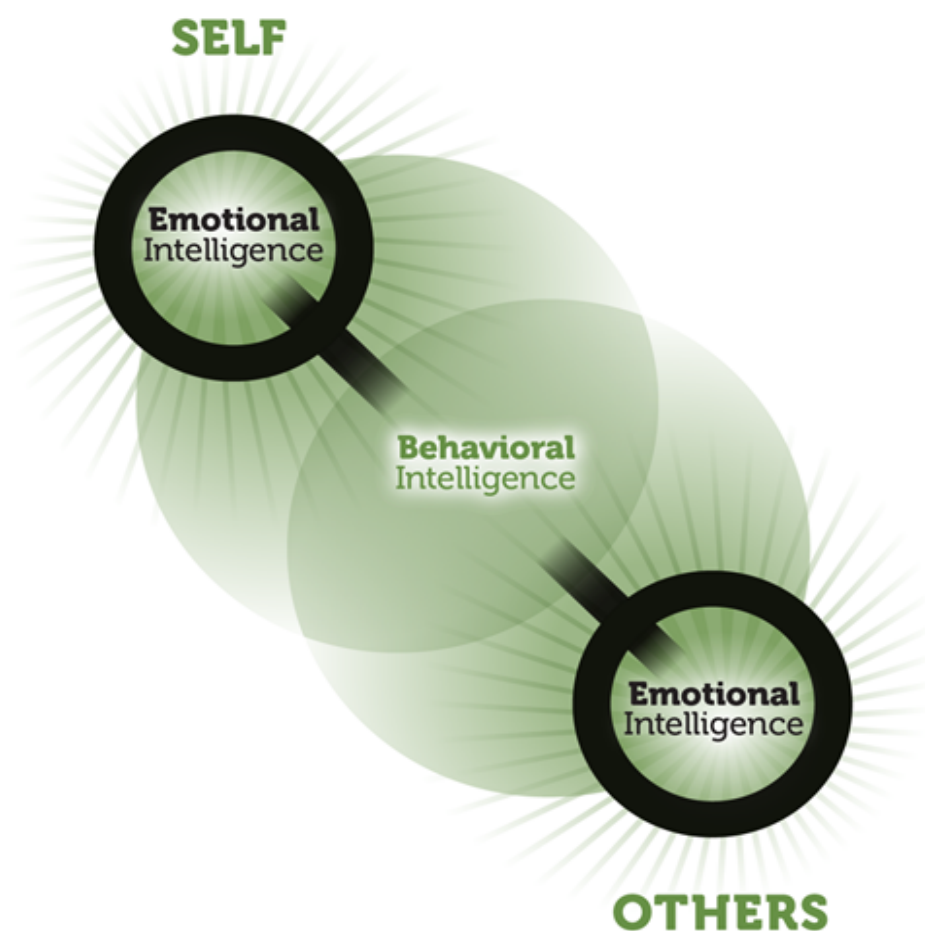 SELF
Emotional
Intelligence
Behavioral
Intelligence
Emotional
Intelligence
OTHERS